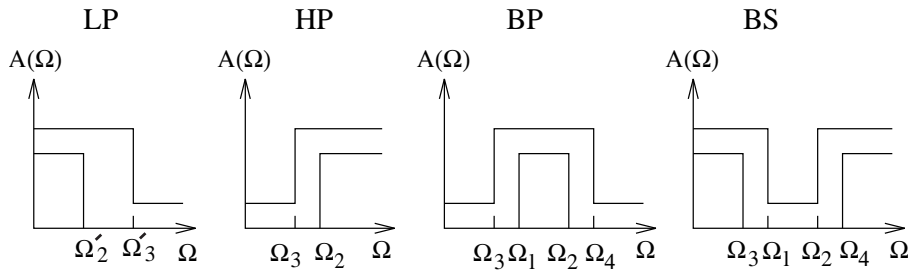 LP HP BP BS
A(Ω) A(Ω) A(Ω) A(Ω)
Ω′2 Ω′3 Ω Ω3 Ω2 Ω Ω3 Ω1 Ω2 Ω4 Ω Ω3 Ω1 Ω2 Ω4 Ω